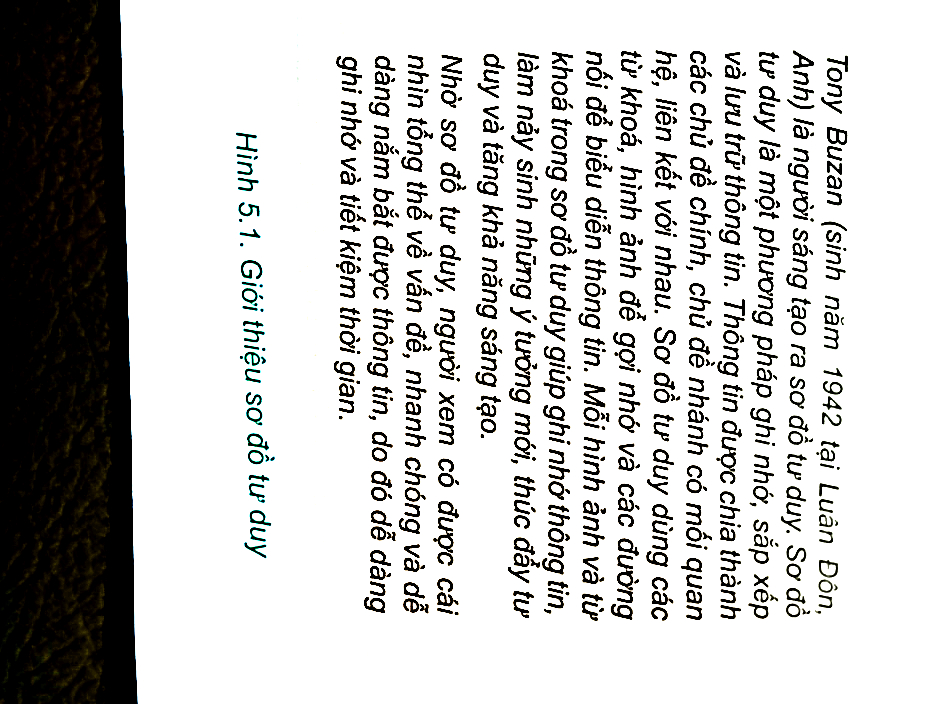 Tony Buzan (sinh năm 1942 tại Luân Đôn,
Anh) là người sáng tạo ra sơ đồ tư duy. Sơ đồ
tư duy là một phương pháp ghi nhớ, sắp xếp
và lưu trữ thông tin. Thông tin được chia thành
các chủ đề chính, chủ đề nhánh có mối quan
hệ, liên kết với nhau. Sơ đồ tư duy dùng các
từ khoá, hình ảnh để gợi nhớ và các đường
nối để biểu diễn thông tin. Mỗi hình ảnh và từ
khoá trong sơ đồ tư duy giúp ghi nhớ thông tin,
làm nảy sinh những ý tưởng mới, thúc đẩy tư
duy và tăng khả năng sáng tạo.
Nhờ sơ đồ tư duy, người xem có được cái
nhìn tổng thể về vấn đề, nhanh chóng và dễ
dàng nắm bắt được thông tin, do đó dễ dàng
ghi nhớ và tiết kiệm thời gian.
Hình 5.1. Giới thiệu sơ đồ tư duy